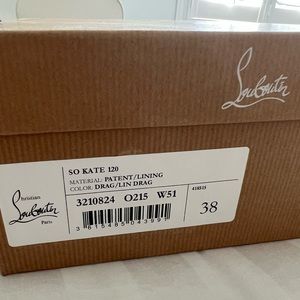 Louboutin
SO KATE 120
MATERIAL: PATENT/LINING
COLOR: DRAG/LIN DRAG
3210824 O215 W51
38
Christian
Louboutin
Paris